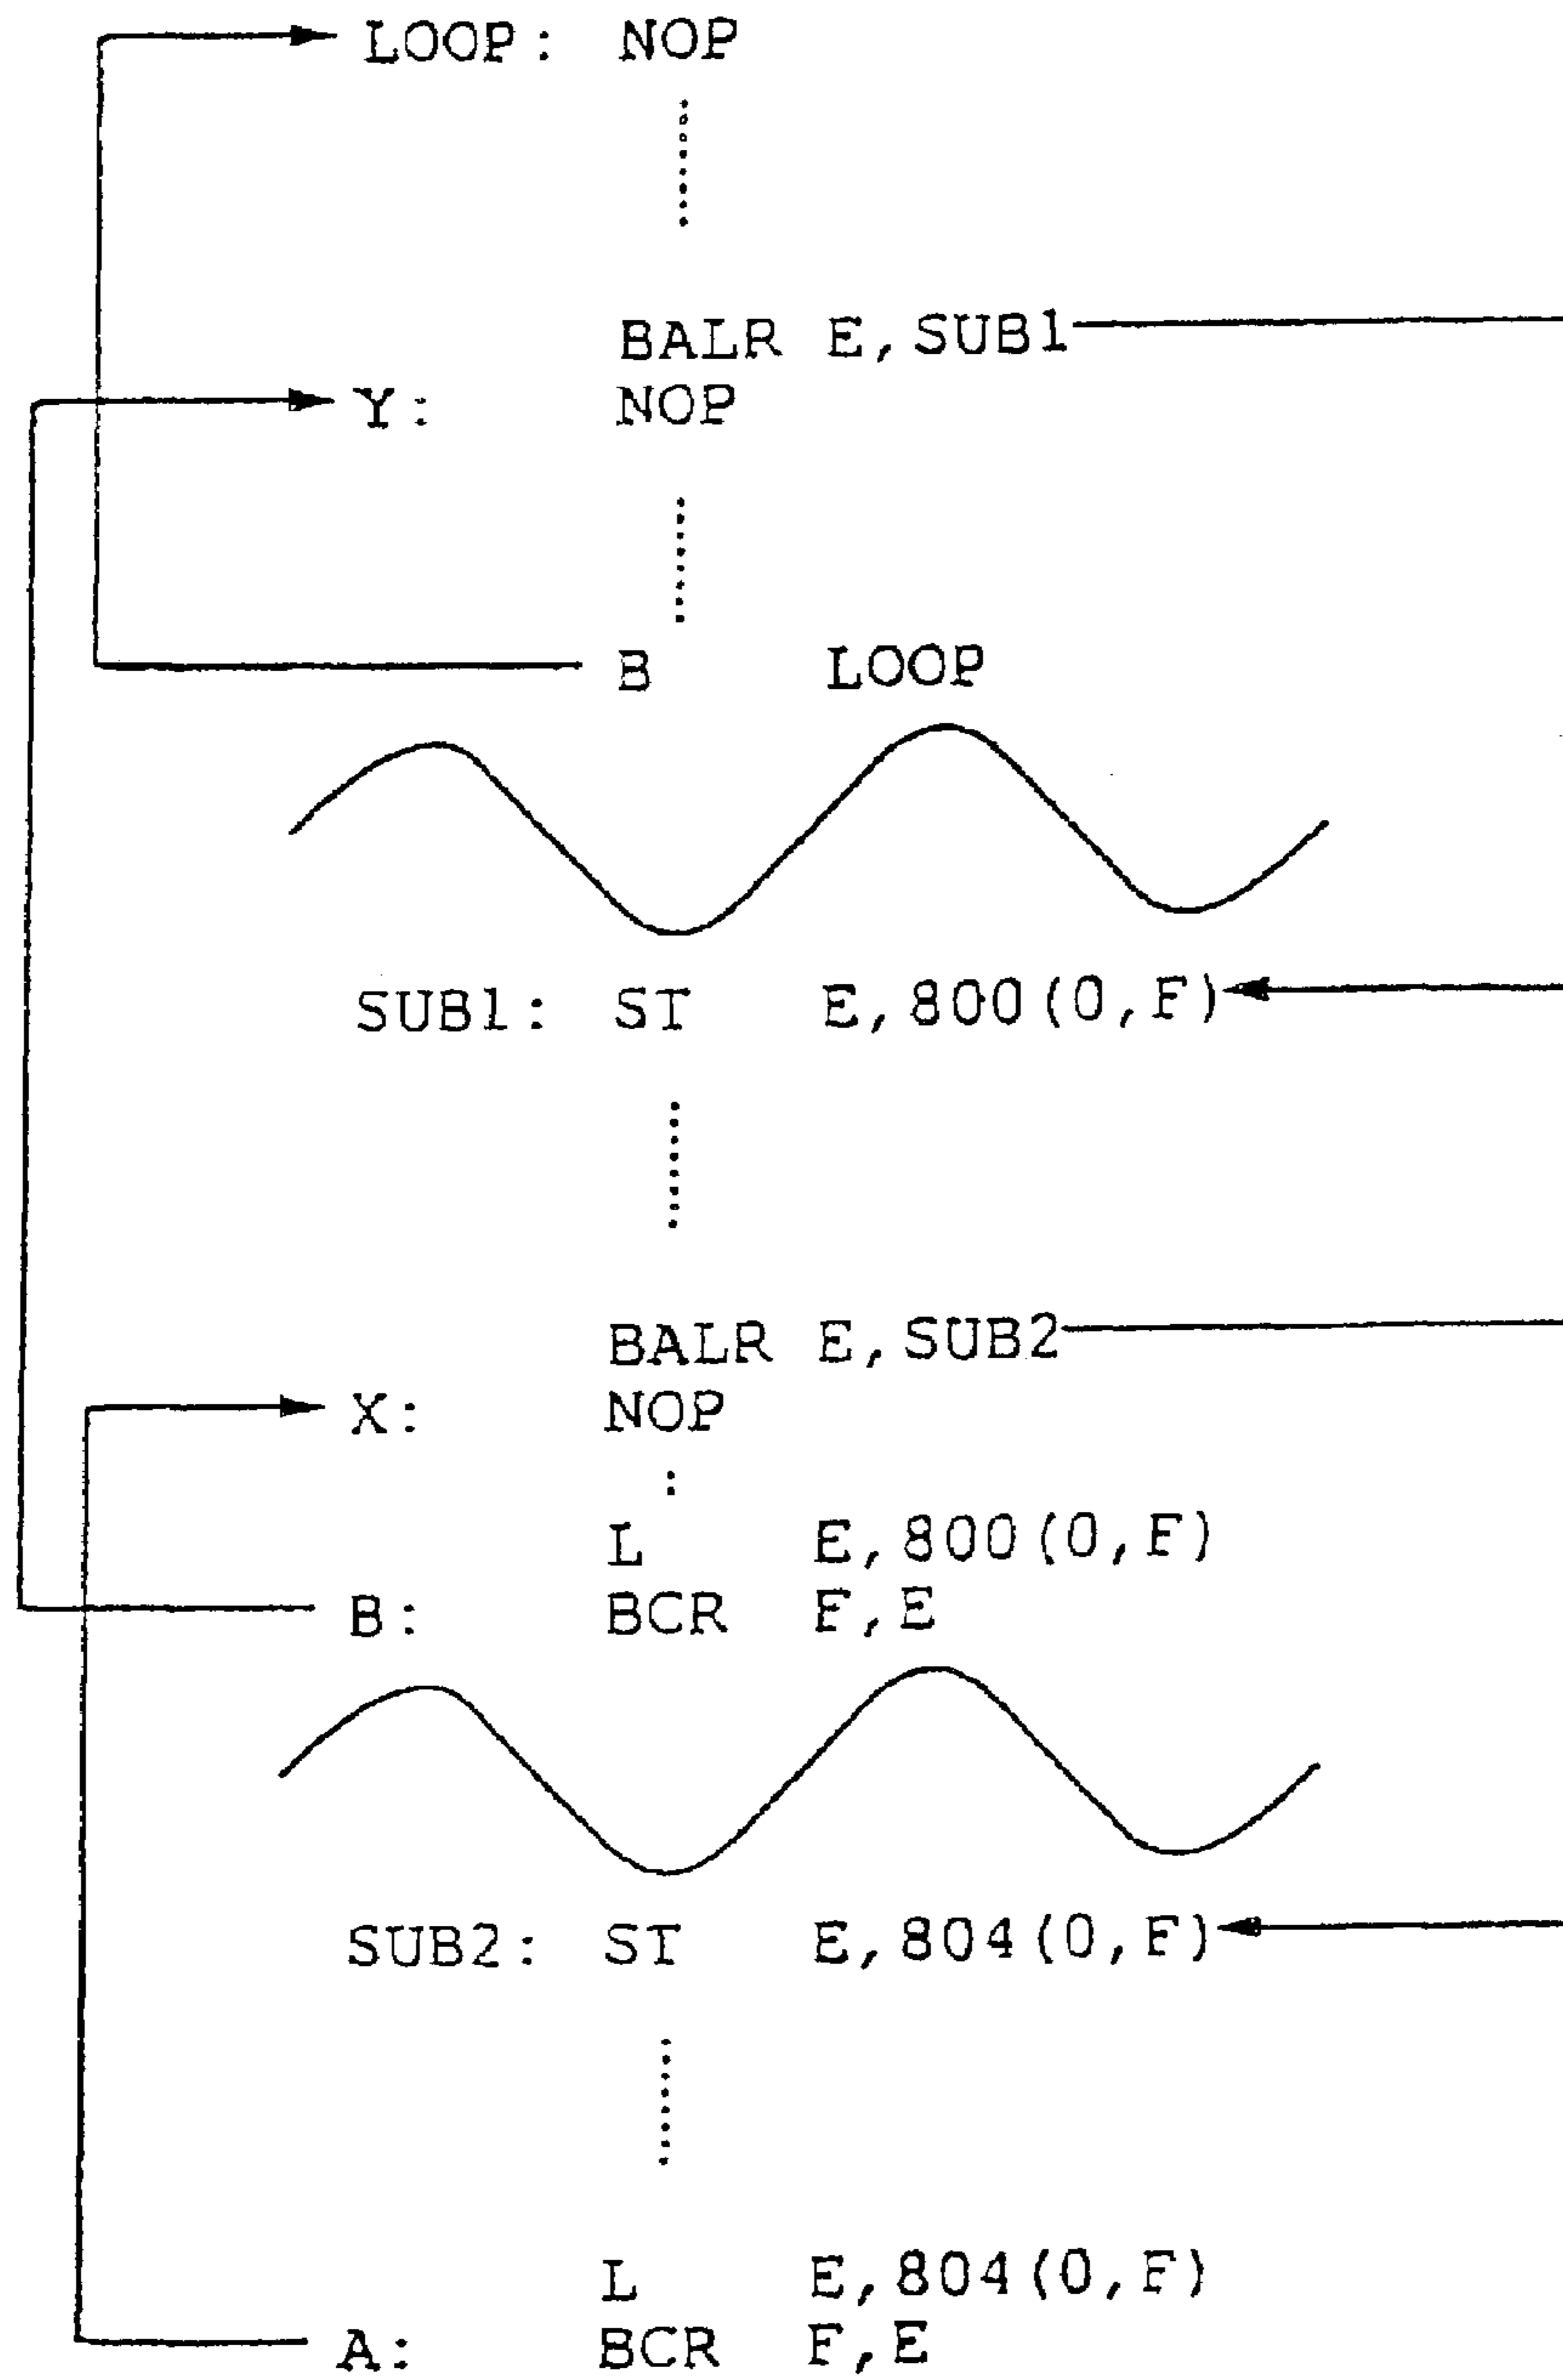 LOOP: NOP
BALR E,SUB1
Y: NOP
B LOOP
SUB1: ST E,800(0,F)
BALR E,SUB2
X: NOP
:
L E,800(0,F)
B: BCR F,E
SUB2: ST E,804(0,F)
L E,804(0,F)
A: BCR F,E